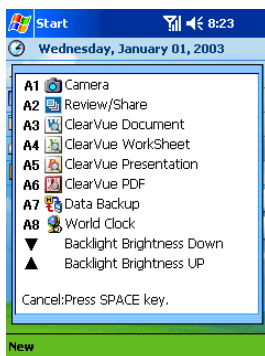 Start 8:23
Wednesday, January 01, 2003
A1 Camera
A2 Review/Share
A3 ClearVue Document
A4 ClearVue WorkSheet
A5 ClearVue Presentation
A6 ClearVue PDF
A7 Data Backup
A8 World Clock
▼ Backlight Brightness Down
▲ Backlight Brightness UP
Cancel:Press SPACE key.
New